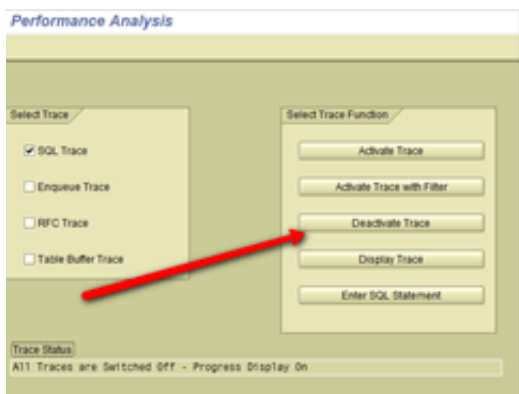 Performance Analysis
Select Trace
SQL Trace
Enqueue Trace
RFC Trace
Table Buffer Trace
Select Trace Function
Activate Trace
Activate Trace with Filter
Deactivate Trace
Display Trace
Enter SQL Statement
Trace Status
All Traces are Switched Off - Progress Display On